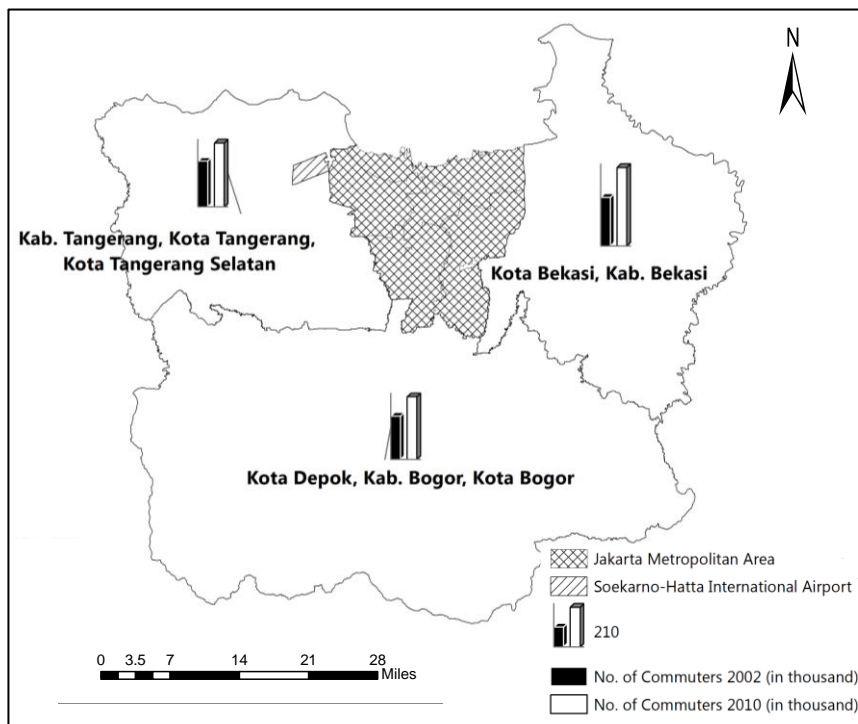 N
Kab. Tangerang, Kota Tangerang,
Kota Tangerang Selatan
Kota Bekasi, Kab. Bekasi
Kota Depok, Kab. Bogor, Kota Bogor
Jakarta Metropolitan Area
Soekarno-Hatta International Airport
210
No. of Commuters 2002 (in thousand)
No. of Commuters 2010 (in thousand)
0 3.5 7 14 21 28
Miles